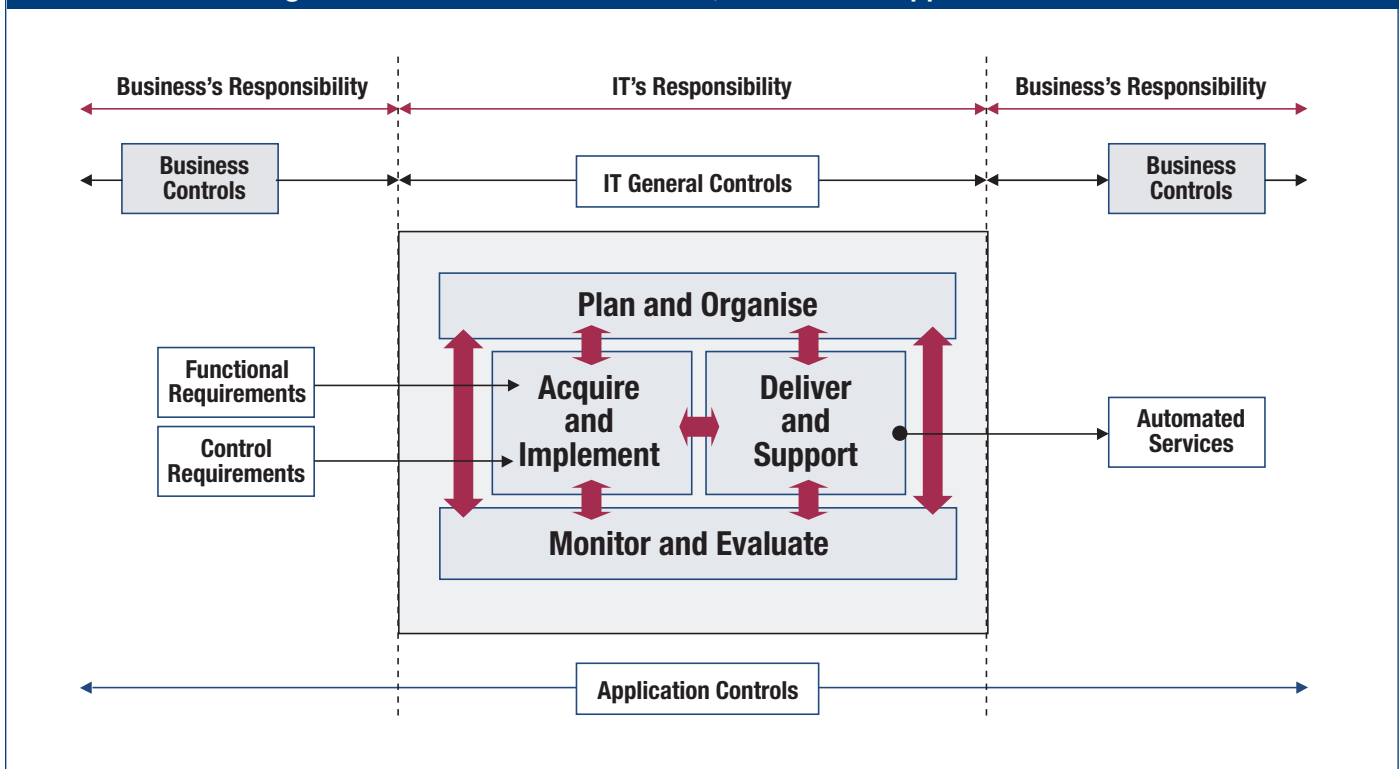 Business's Responsibility
IT's Responsibility
Business's Responsibility
Business
Controls
IT General Controls
Business
Controls
Plan and Organise
Functional
Requirements
Control
Requirements
Acquire
and
Implement
Deliver
and
Support
Automated
Services
Monitor and Evaluate
Application Controls